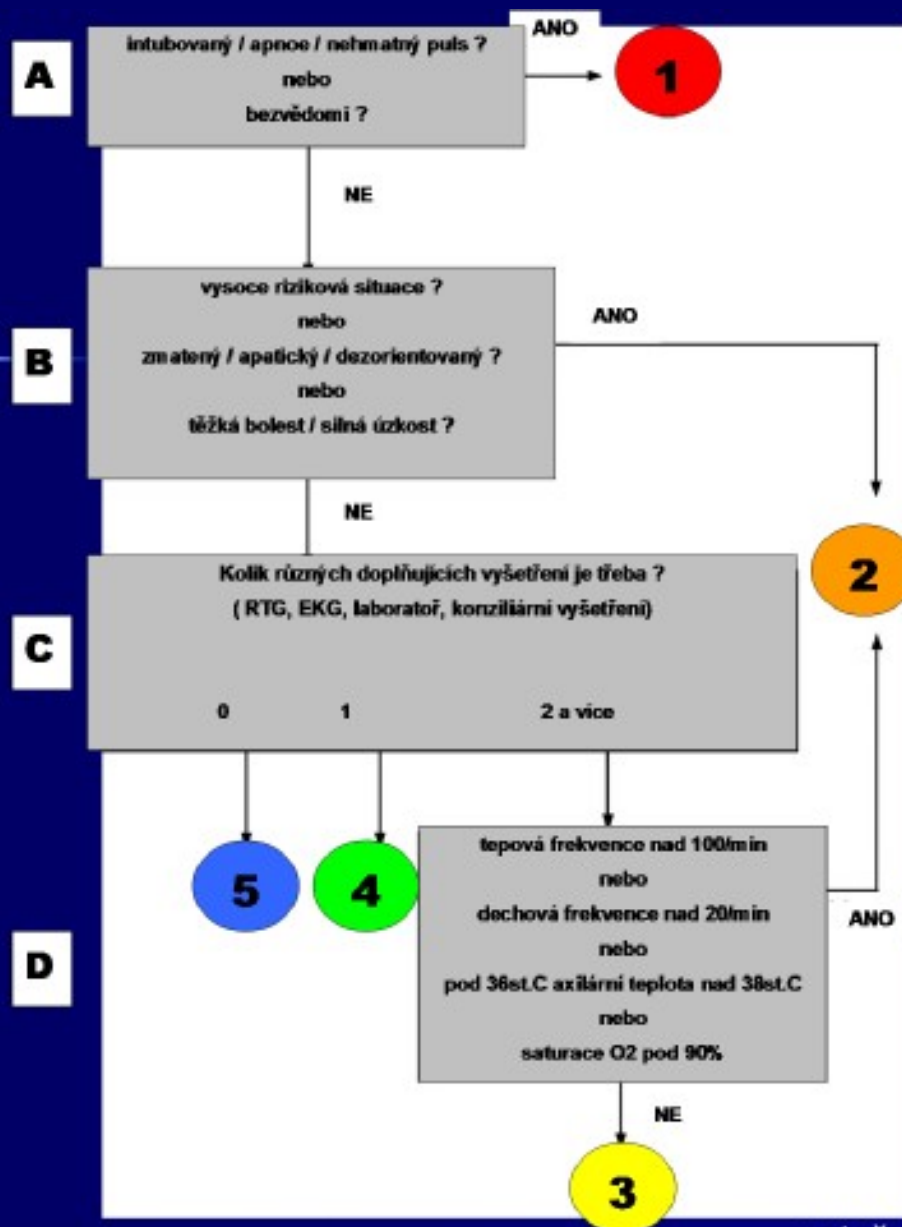 A
intubovaný / apnoe / nehmatný puls ?
nebo
bezvědomí ?
ANO
1
NE
B
vysoce riziková situace ?
nebo
zmatený / apatický / dezorientovaný ?
nebo
těžká bolest / silná úzkost ?
ANO
2
NE
C
Kolik různých doplňujících vyšetření je třeba ?
( RTG, EKG, laboratoř, konziliární vyšetření)
0 1 2 a více
5
4
D
tepová frekvence nad 100/min
nebo
dechová frekvence nad 20/min
nebo
pod 36st.C axilární teplota nad 38st.C
nebo
saturace O2 pod 90%
ANO
NE
3